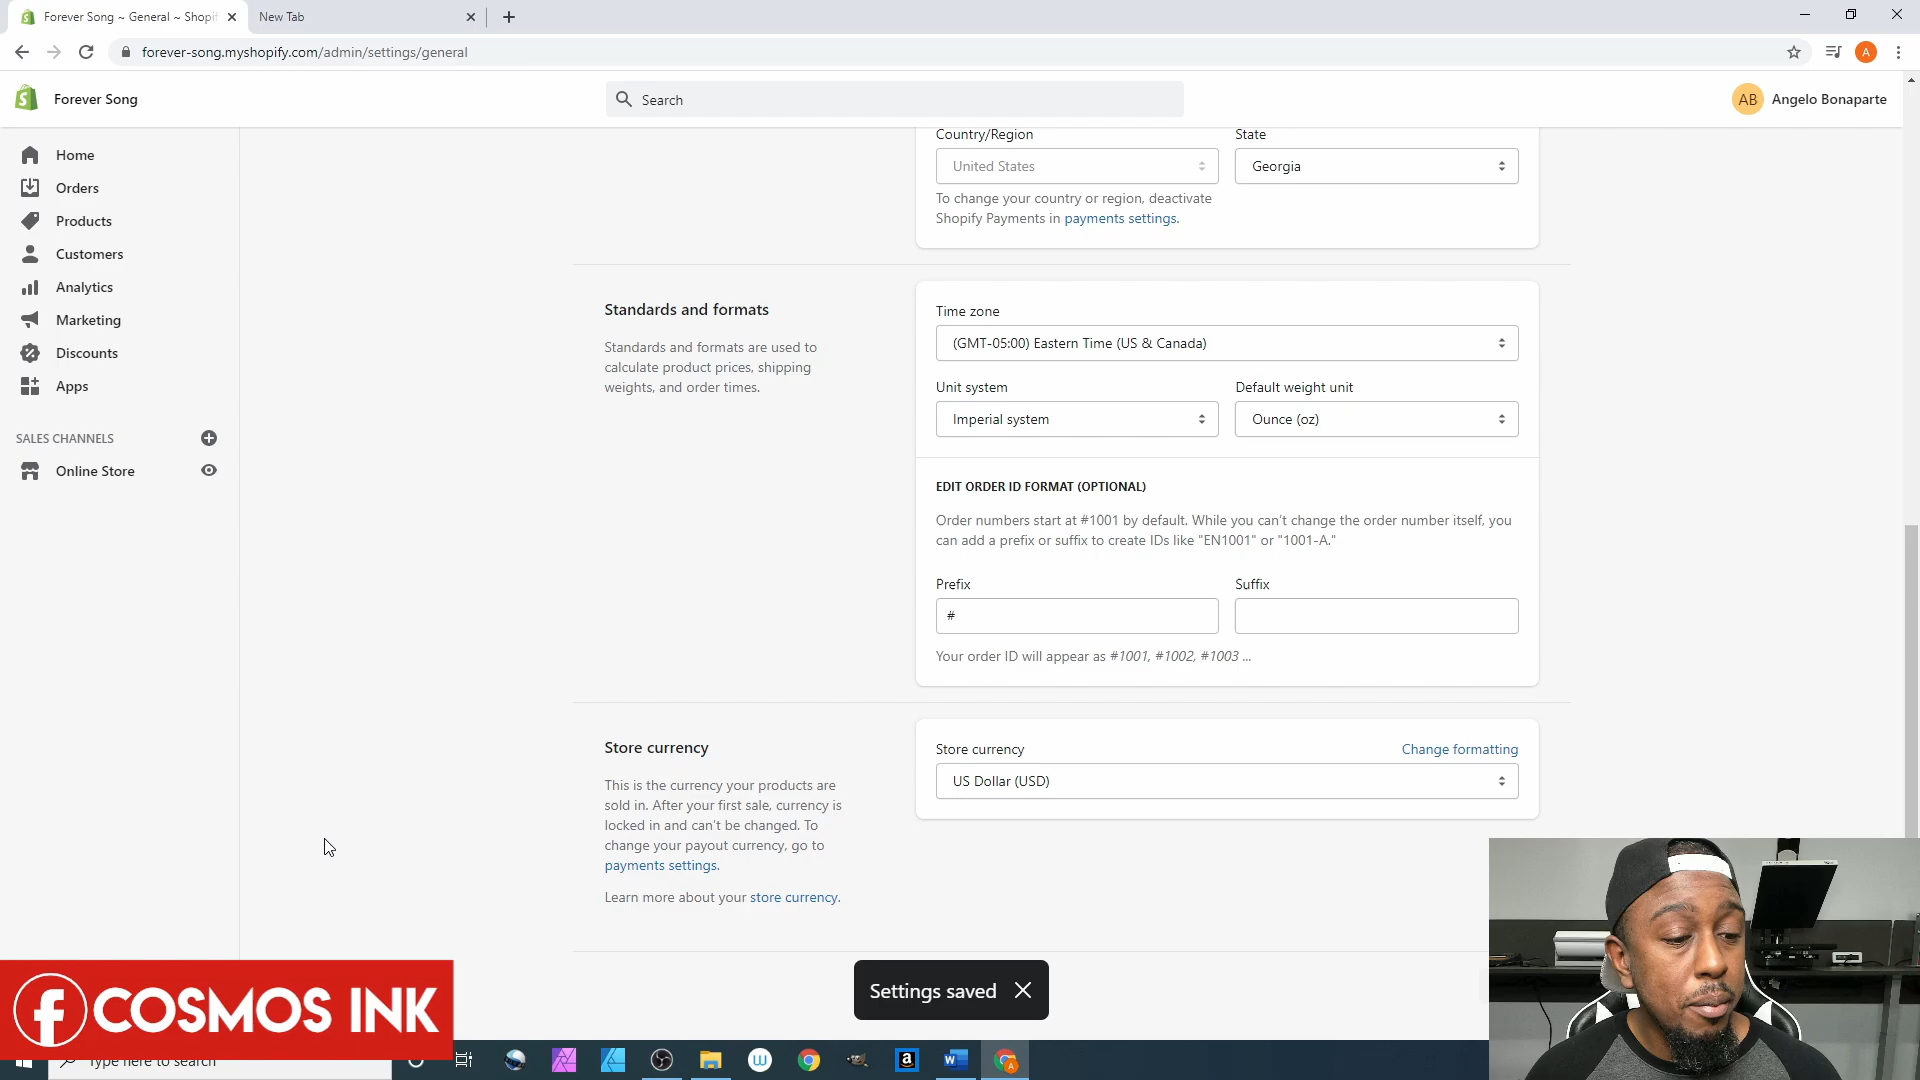 Forever Song ~ General ~ Shopif
New Tab
forever-song.myshopify.com/admin/settings/general
A
Forever Song
Search
AB
Angelo Bonaparte
Home
Orders
Products
Customers
Analytics
Marketing
Discounts
Apps
SALES CHANNELS
Online Store
Country/Region
State
United States
Georgia
To change your country or region, deactivate
Shopify Payments in payments settings.
Standards and formats
Standards and formats are used to
calculate product prices, shipping
weights, and order times.
Time zone
(GMT-05:00) Eastern Time (US & Canada)
Unit system
Default weight unit
Imperial system
Ounce (oz)
EDIT ORDER ID FORMAT (OPTIONAL)
Order numbers start at #1001 by default. While you can't change the order number itself, you
can add a prefix or suffix to create IDs like "EN1001" or "1001-A."
Prefix
Suffix
#
Your order ID will appear as #1001, #1002, #1003 ...
Store currency
This is the currency your products are
sold in. After your first sale, currency is
locked in and can't be changed. To
change your payout currency, go to
payments settings.
Learn more about your store currency.
Store currency
Change formatting
US Dollar (USD)
Settings saved
COSMOS INK
Type here to search